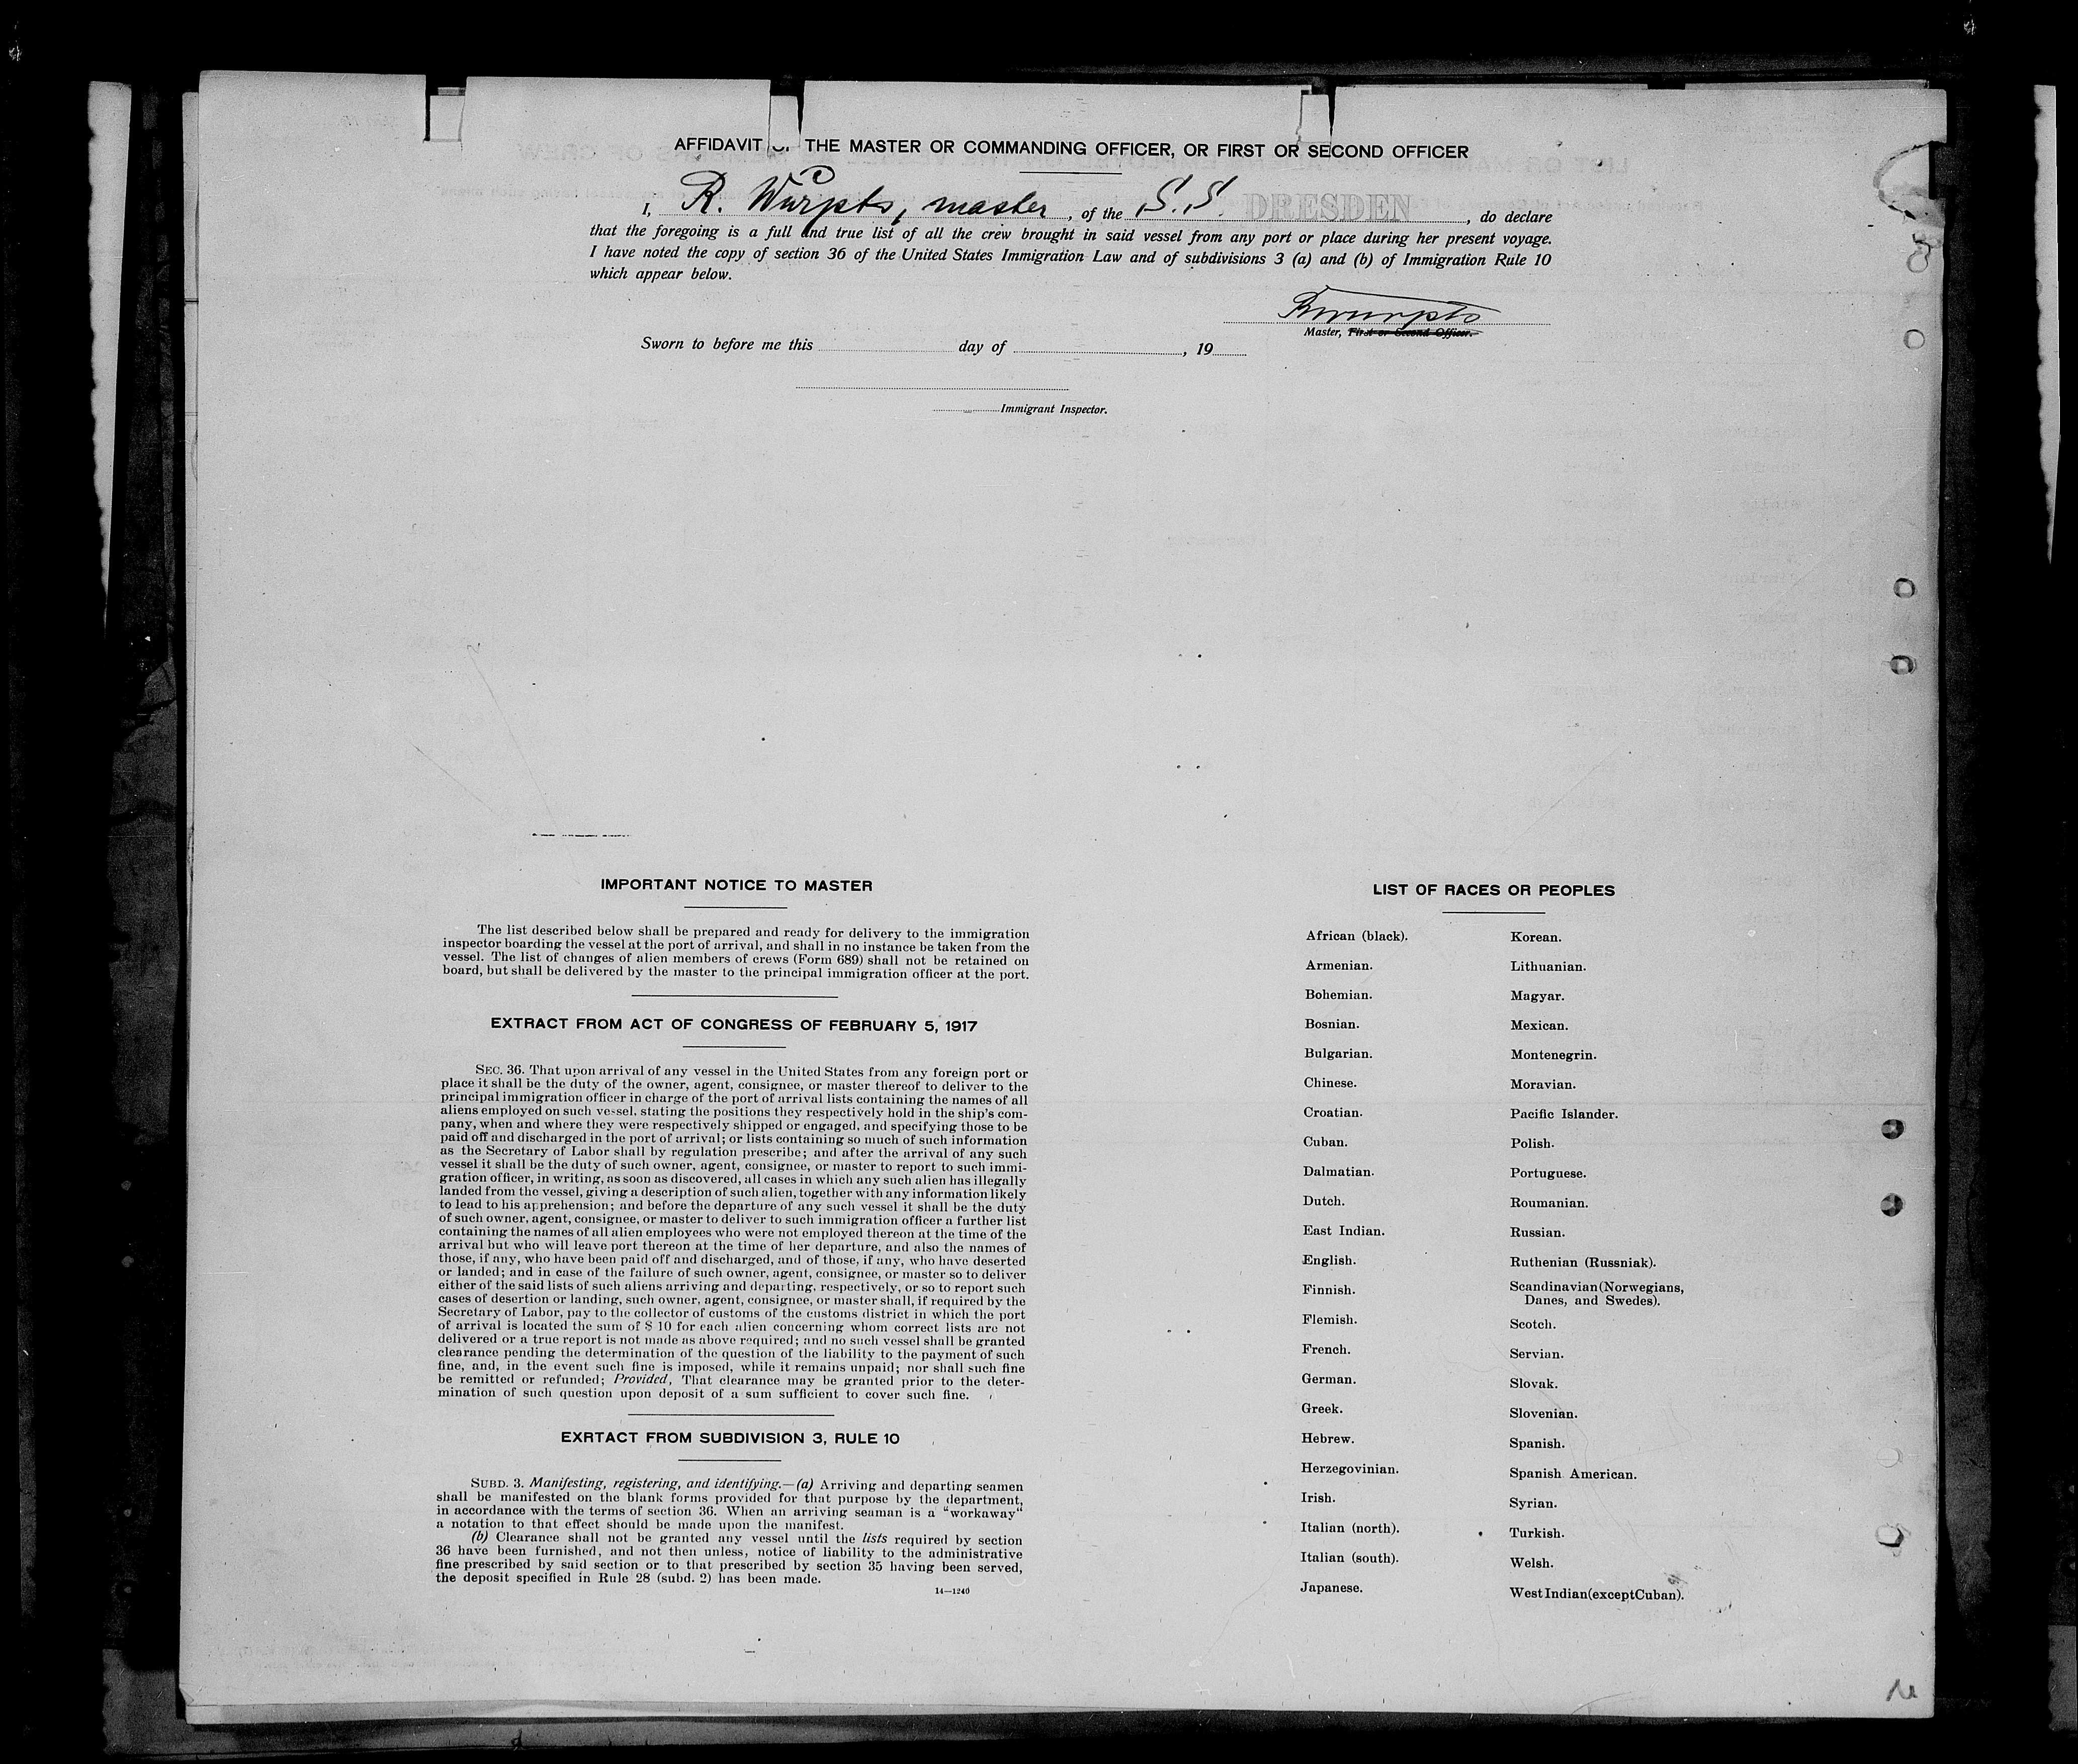 AFFIDAVIT OF THE MASTER OR COMMANDING OFFICER, OR FIRST OR SECOND OFFICER
I, R. Würpts, master, of the S.S. DRESDEN, do declare
that the foregoing is a full and true list of all the crew brought in said vessel from any port or place during her present voyage.
I have noted the copy of section 36 of the United States Immigration Law and of subdivisions 3 (a) and (b) of Immigration Rule 10
which appear below.
RWurpts
Master, First or Second Officer.
Sworn to before me this day of , 19
Immigrant Inspector.
IMPORTANT NOTICE TO MASTER
The list described below shall be prepared and ready for delivery to the immigration
inspector boarding the vessel at the port of arrival, and shall in no instance be taken from the
vessel. The list of changes of alien members of crews (Form 689) shall not be retained on
board, but shall be delivered by the master to the principal immigration officer at the port.
EXTRACT FROM ACT OF CONGRESS OF FEBRUARY 5, 1917
SEC. 36. That upon arrival of any vessel in the United States from any foreign port or
place it shall be the duty of the owner, agent, consignee, or master thereof to deliver to the
principal immigration officer in charge of the port of arrival lists containing the names of all
aliens employed on such vessel, stating the positions they respectively hold in the ship's com-
pany, when and where they were respectively shipped or engaged, and specifying those to be
paid off and discharged in the port of arrival; or lists containing so much of such information
as the Secretary of Labor shall by regulation prescribe; and after the arrival of any such
vessel it shall be the duty of such owner, agent, consignee, or master to report to such immi-
gration officer, in writing, as soon as discovered, all cases in which any such alien has illegally
landed from the vessel, giving a description of such alien, together with any information likely
to lead to his apprehension; and before the departure of any such vessel it shall be the duty
of such owner, agent, consignee, or master to deliver to such immigration officer a further list
containing the names of all alien employees who were not employed thereon at the time of the
arrival but who will leave port thereon at the time of her departure, and also the names of
those, if any, who have been paid off and discharged, and of those, if any, who have deserted
or landed; and in case of the failure of such owner, agent, consignee, or master so to deliver
either of the said lists of such aliens arriving and departing, respectively, or so to report such
cases of desertion or landing, such owner, agent, consignee, or master shall, if required by the
Secretary of Labor, pay to the collector of customs of the customs district in which the port
of arrival is located the sum of $ 10 for each alien concerning whom correct lists are not
delivered or a true report is not made as above required; and no such vessel shall be granted
clearance pending the determination of the question of the liability to the payment of such
fine, and, in the event such fine is imposed, while it remains unpaid; nor shall such fine
be remitted or refunded; Provided, That clearance may be granted prior to the deter-
mination of such question upon deposit of a sum sufficient to cover such fine.
EXRTACT FROM SUBDIVISION 3, RULE 10
SUBD. 3. Manifesting, registering, and identifying.—(a) Arriving and departing seamen
shall be manifested on the blank forms provided for that purpose by the department,
in accordance with the terms of section 36. When an arriving seaman is a "workaway"
a notation to that effect should be made upon the manifest.
(b) Clearance shall not be granted any vessel until the lists required by section
36 have been furnished, and not then unless, notice of liability to the administrative
fine prescribed by said section or to that prescribed by section 35 having been served,
the deposit specified in Rule 28 (subd. 2) has been made.
14—1240
LIST OF RACES OR PEOPLES
African (black).
Armenian.
Bohemian.
Bosnian.
Bulgarian.
Chinese.
Croatian.
Cuban.
Dalmatian.
Dutch.
East Indian.
English.
Finnish.
Flemish.
French.
German.
Greek.
Hebrew.
Herzegovinian.
Irish.
Italian (north).
Italian (south).
Japanese.
Korean.
Lithuanian.
Magyar.
Mexican.
Montenegrin.
Moravian.
Pacific Islander.
Polish.
Portuguese.
Roumanian.
Russian.
Ruthenian (Russniak).
Scandinavian (Norwegians,
Danes, and Swedes).
Scotch.
Servian.
Slovak.
Slovenian.
Spanish.
Spanish American.
Syrian.
Turkish.
Welsh.
West Indian (except Cuban).